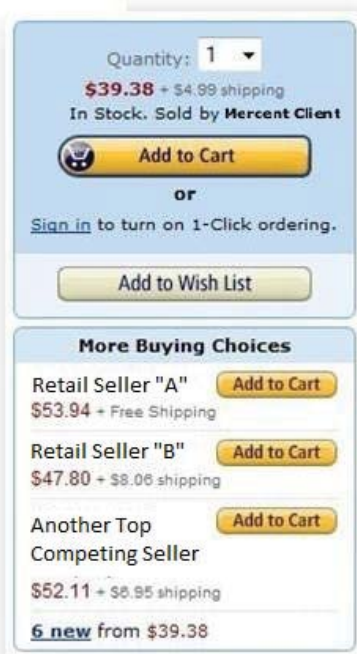 Quantity: 1
$39.38 + $4.99 shipping
In Stock. Sold by Mercent Client
Add to Cart
or
Sign in to turn on 1-Click ordering.
Add to Wish List
More Buying Choices
Retail Seller "A" Add to Cart
$53.94 + Free Shipping
Retail Seller "B" Add to Cart
$47.80 + $8.06 shipping
Another Top Add to Cart
Competing Seller
$52.11 + $6.95 shipping
6 new from $39.38